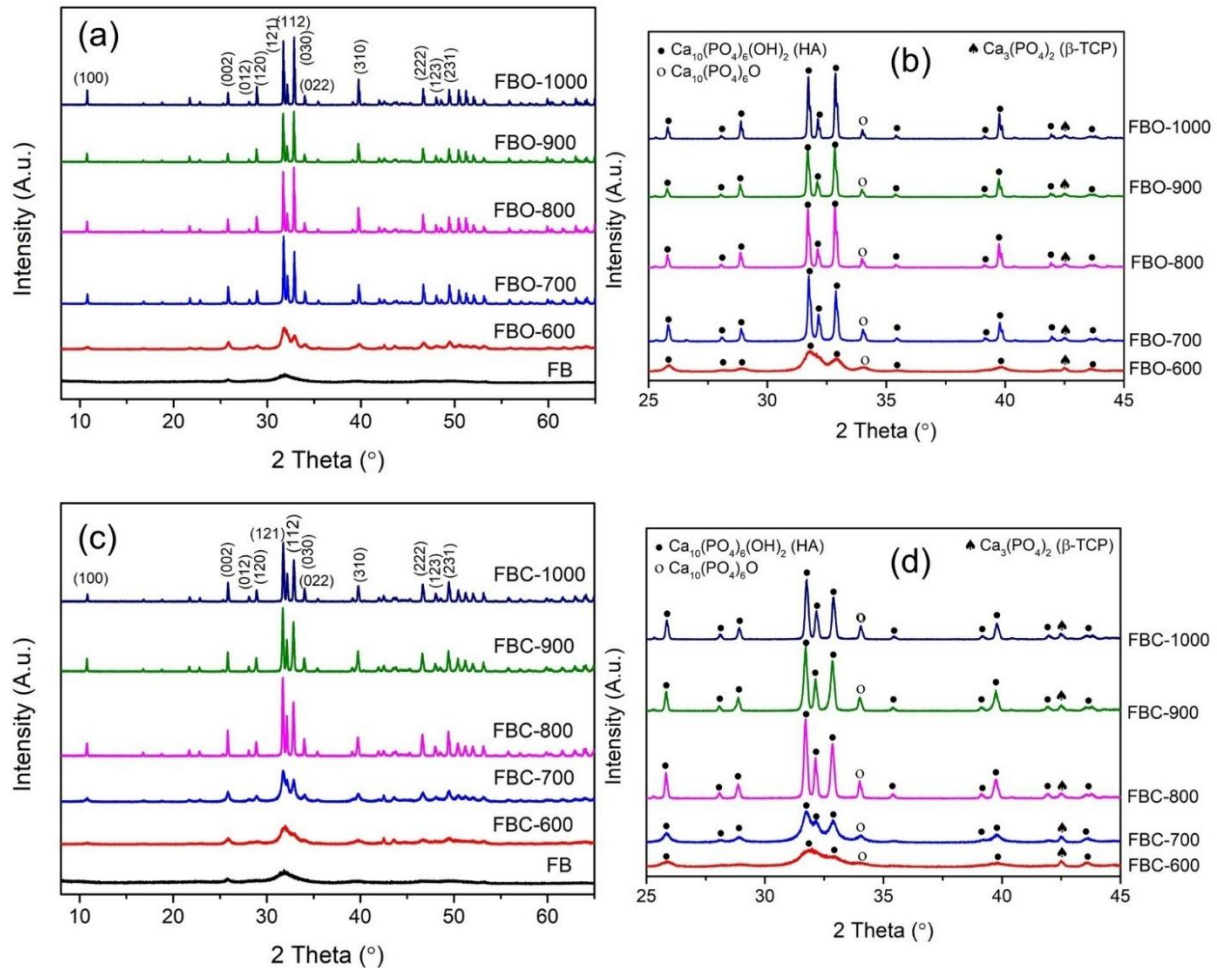 (a)
(100)
(002)
(012)
(120)
(121)
(112)
(030)
(022)
(310)
(222)
(123)
(231)
FBO-1000
FBO-900
FBO-800
FBO-700
FBO-600
FB
Intensity (A.u.)
10 20 30 40 50 60
2 Theta (°)
(b)
● Ca10(PO4)6(OH)2 (HA) ♠ Ca3(PO4)2 (β-TCP)
o Ca10(PO4)6O
FBO-1000
FBO-900
FBO-800
FBO-700
FBO-600
Intensity (A.u.)
25 30 35 40 45
2 Theta (°)
(c)
(100)
(002)
(012)
(120)
(121)
(112)
(030)
(022)
(310)
(222)
(123)
(231)
FBC-1000
FBC-900
FBC-800
FBC-700
FBC-600
FB
Intensity (A.u.)
10 20 30 40 50 60
2 Theta (°)
(d)
● Ca10(PO4)6(OH)2 (HA) ♠ Ca3(PO4)2 (β-TCP)
o Ca10(PO4)6O
FBC-1000
FBC-900
FBC-800
FBC-700
FBC-600
Intensity (A.u.)
25 30 35 40 45
2 Theta (°)